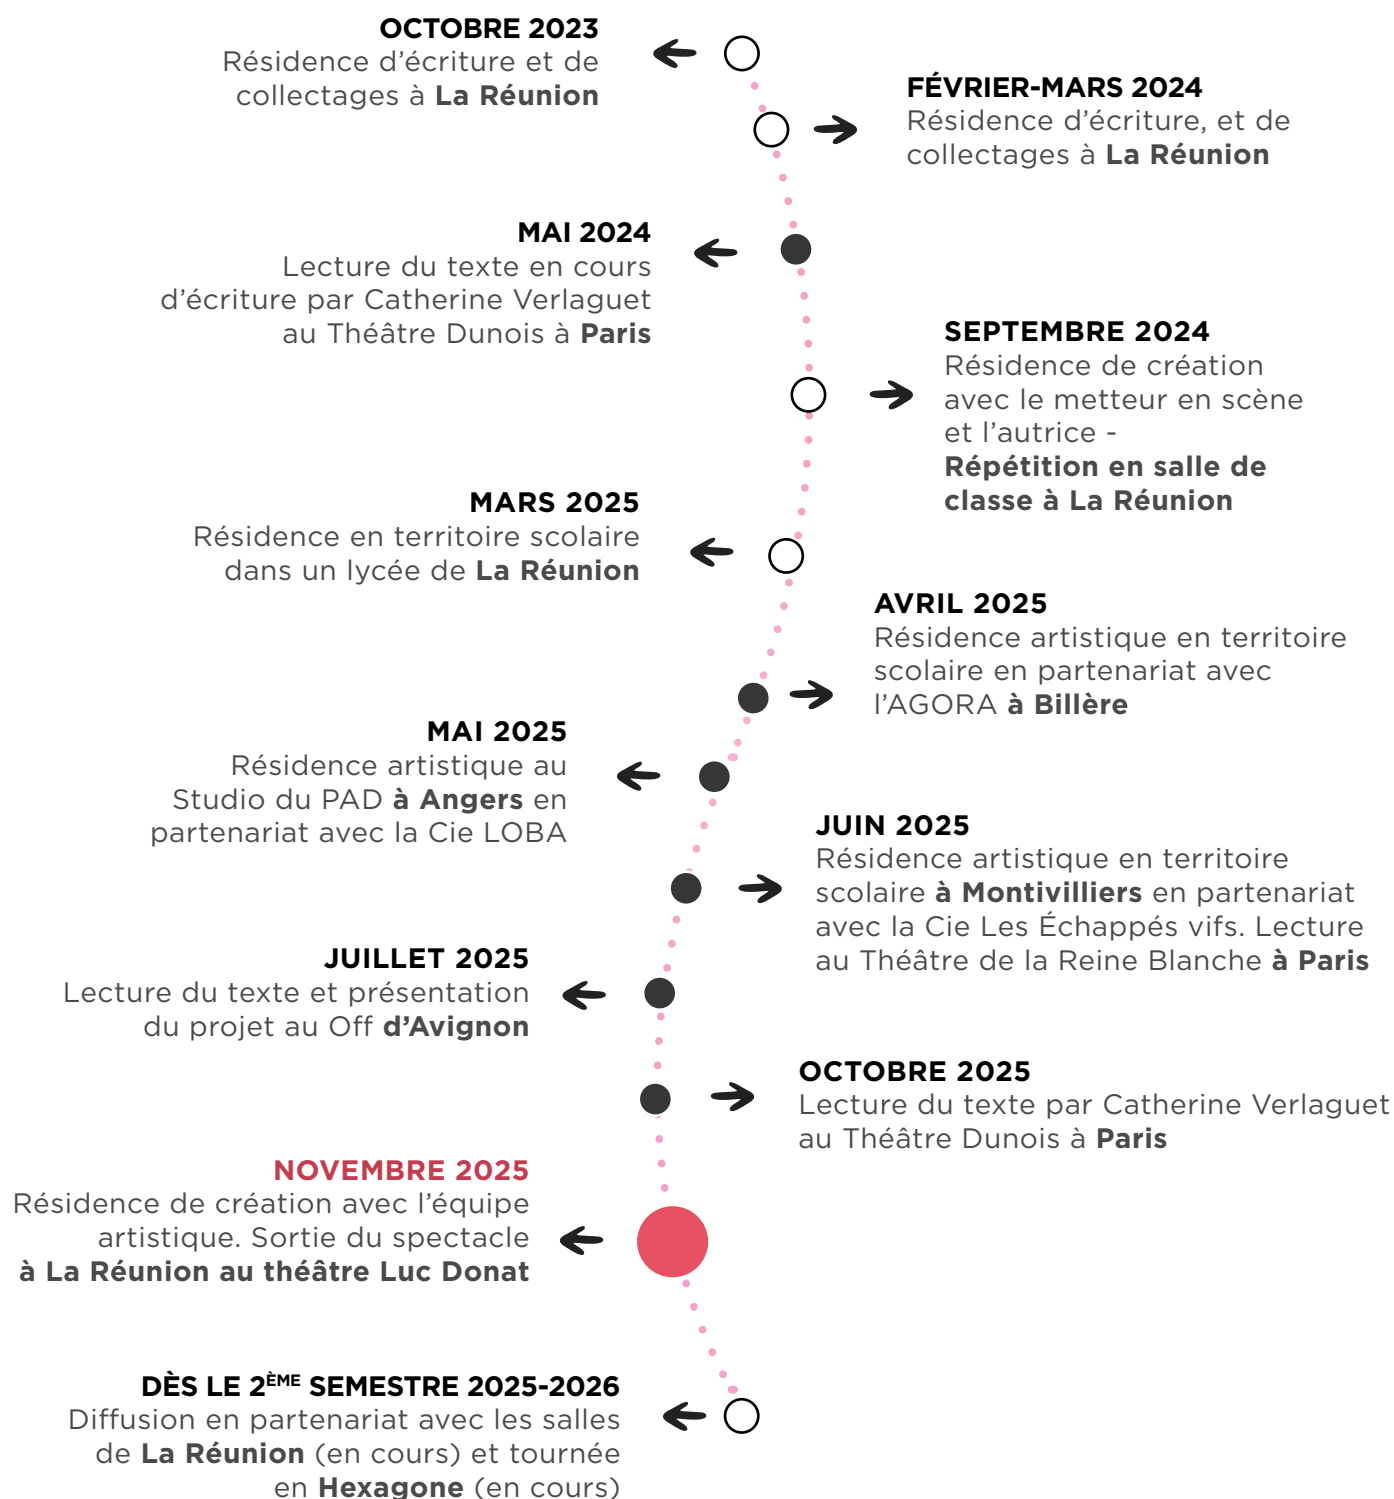 OCTOBRE 2023
Résidence d'écriture et de
collectages à La Réunion
FÉVRIER-MARS 2024
Résidence d'écriture, et de
collectages à La Réunion
MAI 2024
Lecture du texte en cours
d'écriture par Catherine Verlaguet
au Théâtre Dunois à Paris
SEPTEMBRE 2024
Résidence de création
avec le metteur en scène
et l'autrice -
Répétition en salle de
classe à La Réunion
MARS 2025
Résidence en territoire scolaire
dans un lycée de La Réunion
AVRIL 2025
Résidence artistique en territoire
scolaire en partenariat avec
l'AGORA à Billère
MAI 2025
Résidence artistique au
Studio du PAD à Angers en
partenariat avec la Cie LOBA
JUIN 2025
Résidence artistique en territoire
scolaire à Montivilliers en partenariat
avec la Cie Les Échappés vifs. Lecture
au Théâtre de la Reine Blanche à Paris
JUILLET 2025
Lecture du texte et présentation
du projet au Off d'Avignon
OCTOBRE 2025
Lecture du texte par Catherine Verlaguet
au Théâtre Dunois à Paris
NOVEMBRE 2025
Résidence de création avec l'équipe
artistique. Sortie du spectacle
à La Réunion au théâtre Luc Donat
DÈS LE 2ÈME SEMESTRE 2025-2026
Diffusion en partenariat avec les salles
de La Réunion (en cours) et tournée
en Hexagone (en cours)